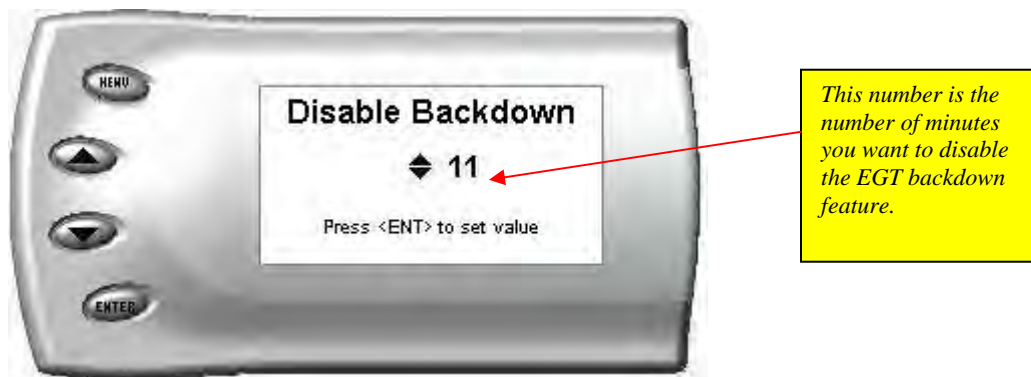 MENU
Disable Backdown
11
Press <ENT> to set value
ENTER
This number is the
number of minutes
you want to disable
the EGT backdown
feature.